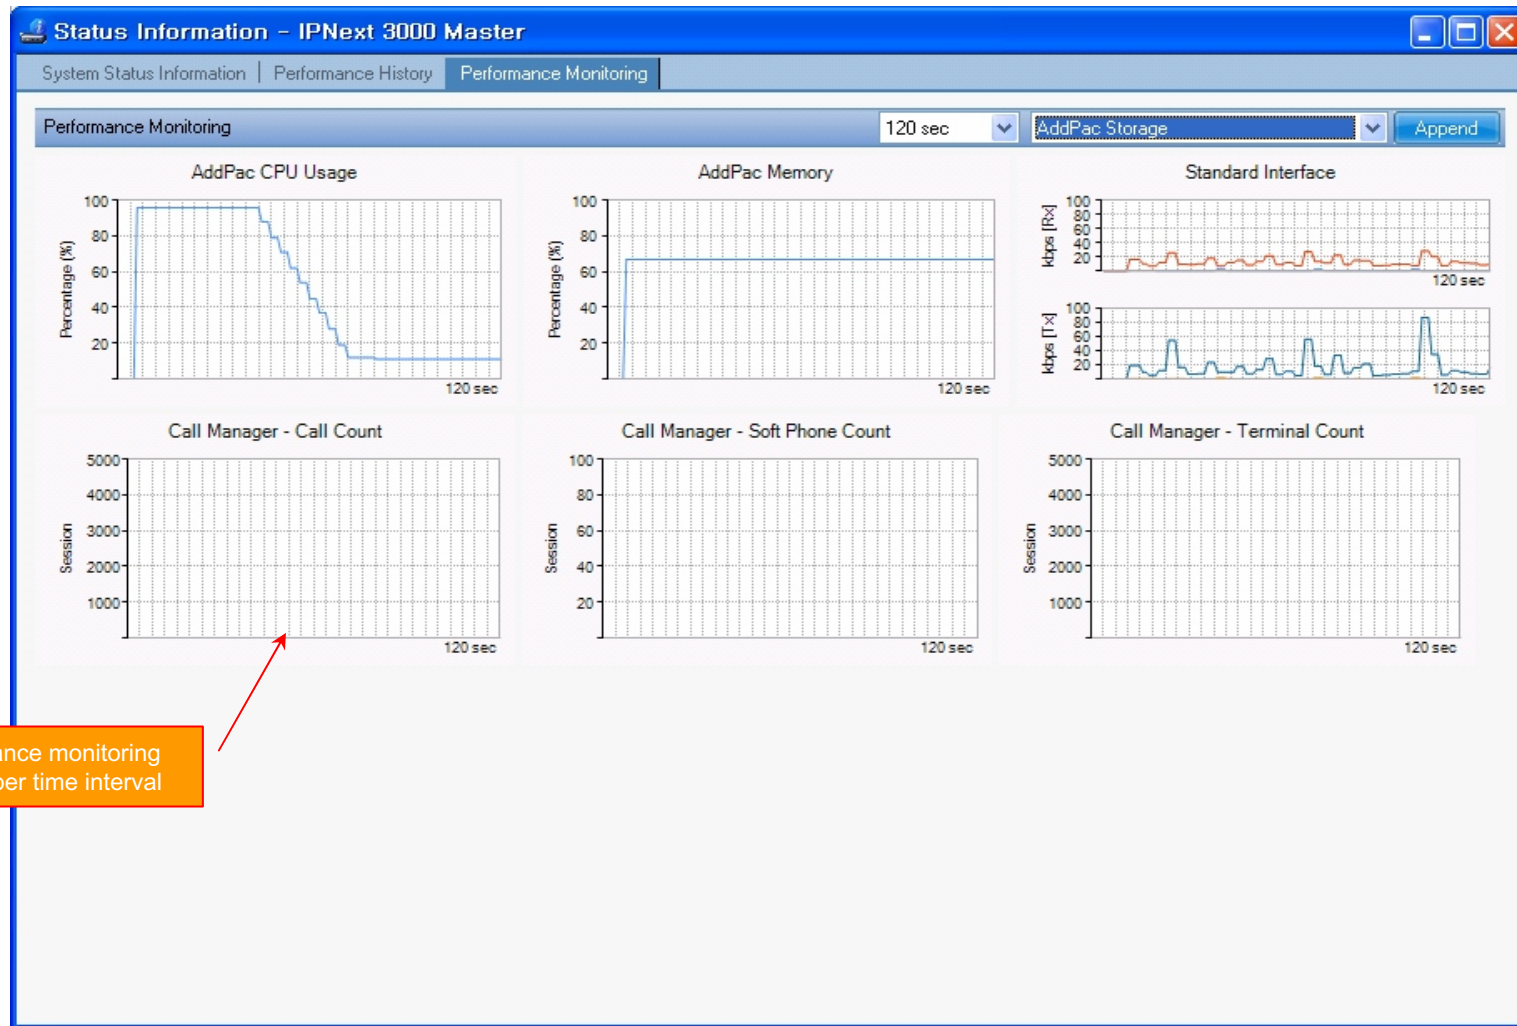 Status Information - IPNext 3000 Master
System Status Information | Performance History Performance Monitoring
Performance Monitoring 120 sec AddPac Storage Append
AddPac CPU Usage
Percentage (%)
100
80
60
40
20
120 sec
AddPac Memory
Percentage (%)
100
80
60
40
20
120 sec
Standard Interface
kbps [Rx]
100
80
60
40
20
120 sec
kbps [Tx]
100
80
60
40
20
120 sec
Call Manager - Call Count
Session
5000
4000
3000
2000
1000
120 sec
Call Manager - Soft Phone Count
Session
100
80
60
40
20
120 sec
Call Manager - Terminal Count
Session
5000
4000
3000
2000
1000
120 sec
ance monitoring
per time interval